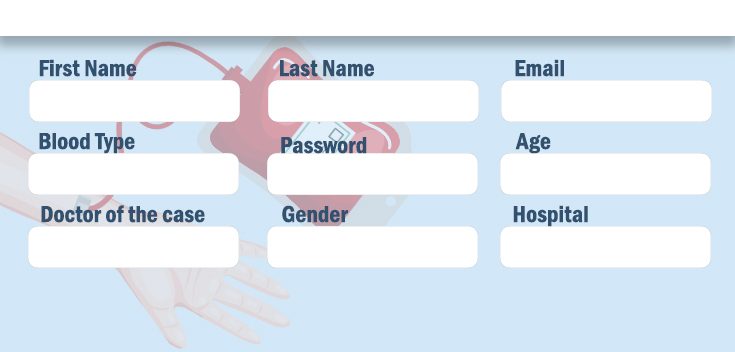 First Name
Last Name
Email
Blood Type
Password
Age
Doctor of the case
Gender
Hospital